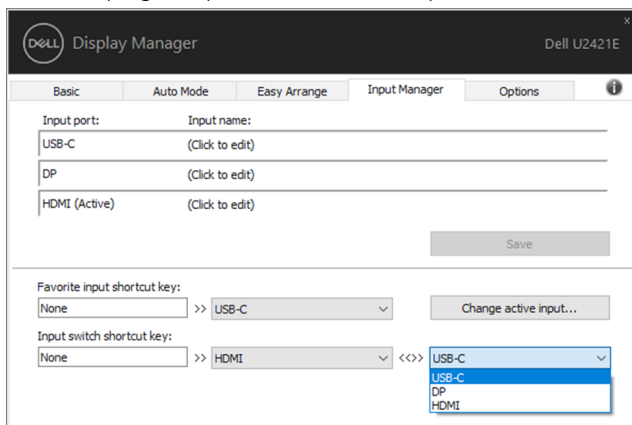 DELL Display Manager Dell U2421E
x
Basic Auto Mode Easy Arrange Input Manager Options i
Input port: Input name:
USB-C (Click to edit)
DP (Click to edit)
HDMI (Active) (Click to edit)
Save
Favorite input shortcut key:
None >> USB-C Change active input...
Input switch shortcut key:
None >> HDMI <<>> USB-C
USB-C
DP
HDMI